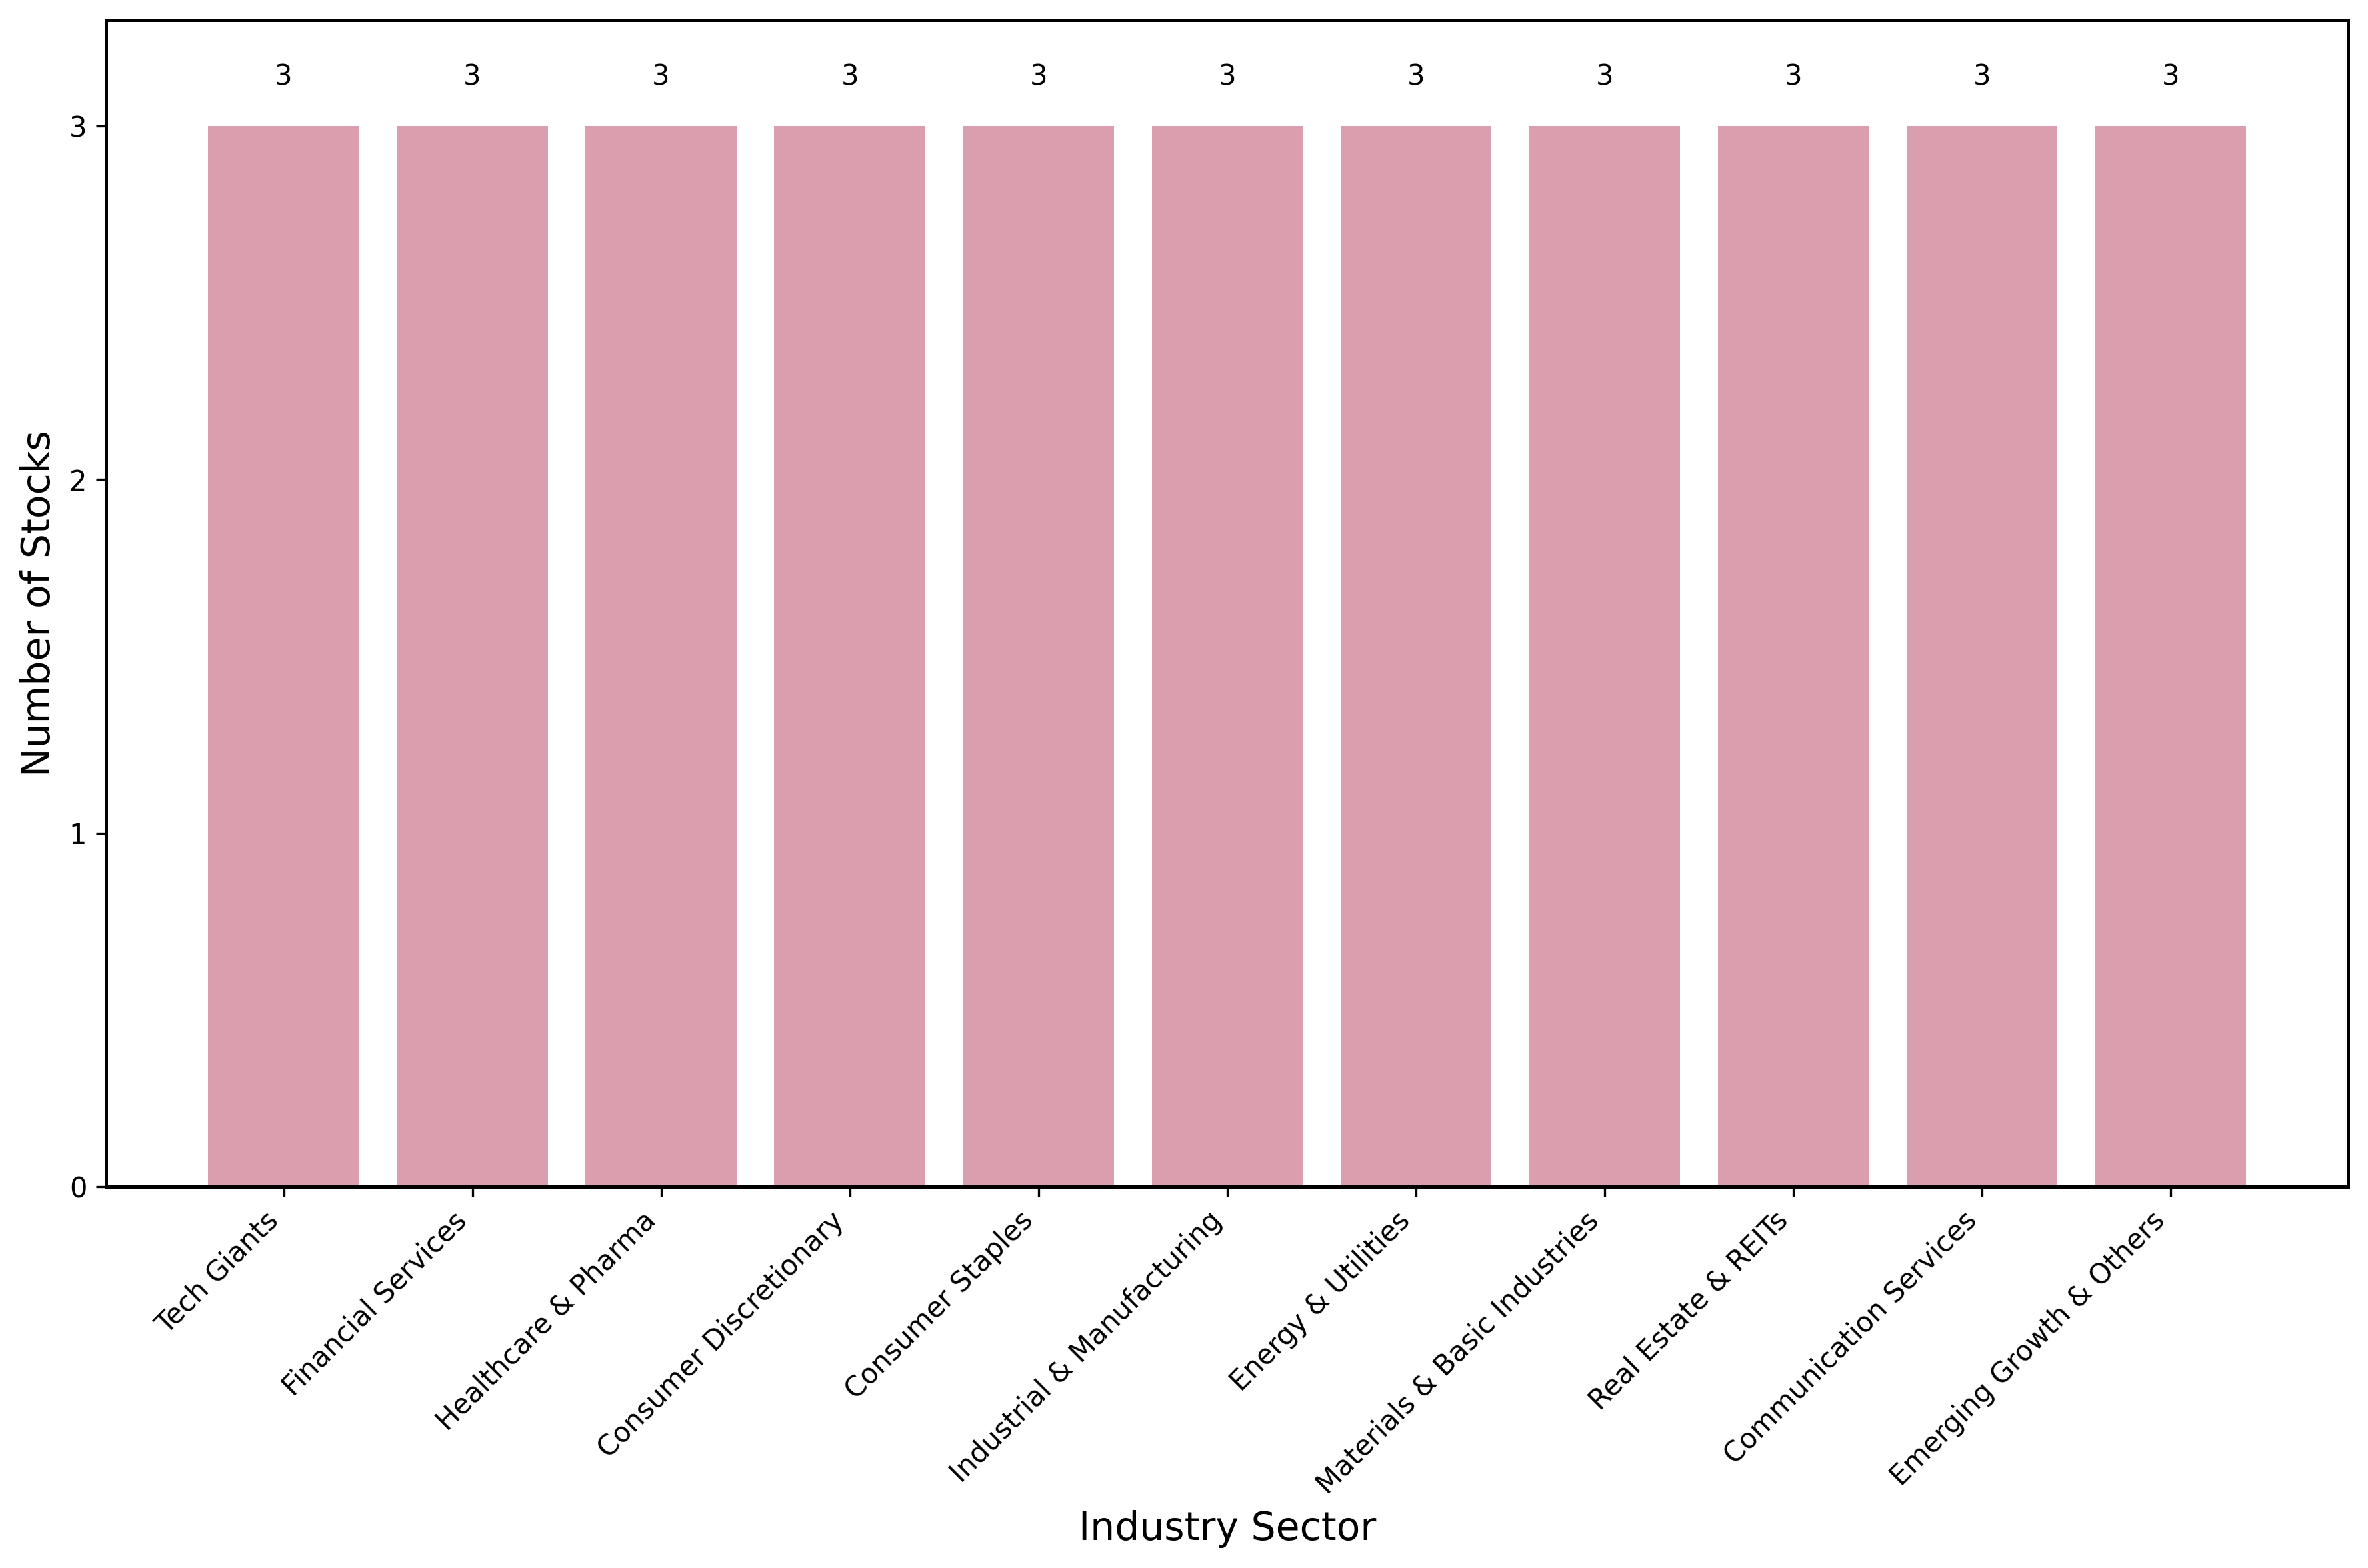 3 3 3 3 3 3 3 3 3 3 3
3
2
1
0
Number of Stocks
Tech Giants
Financial Services
Healthcare & Pharma
Consumer Discretionary
Consumer Staples
Industrial & Manufacturing
Energy & Utilities
Materials & Basic Industries
Real Estate & REITs
Communication Services
Emerging Growth & Others
Industry Sector